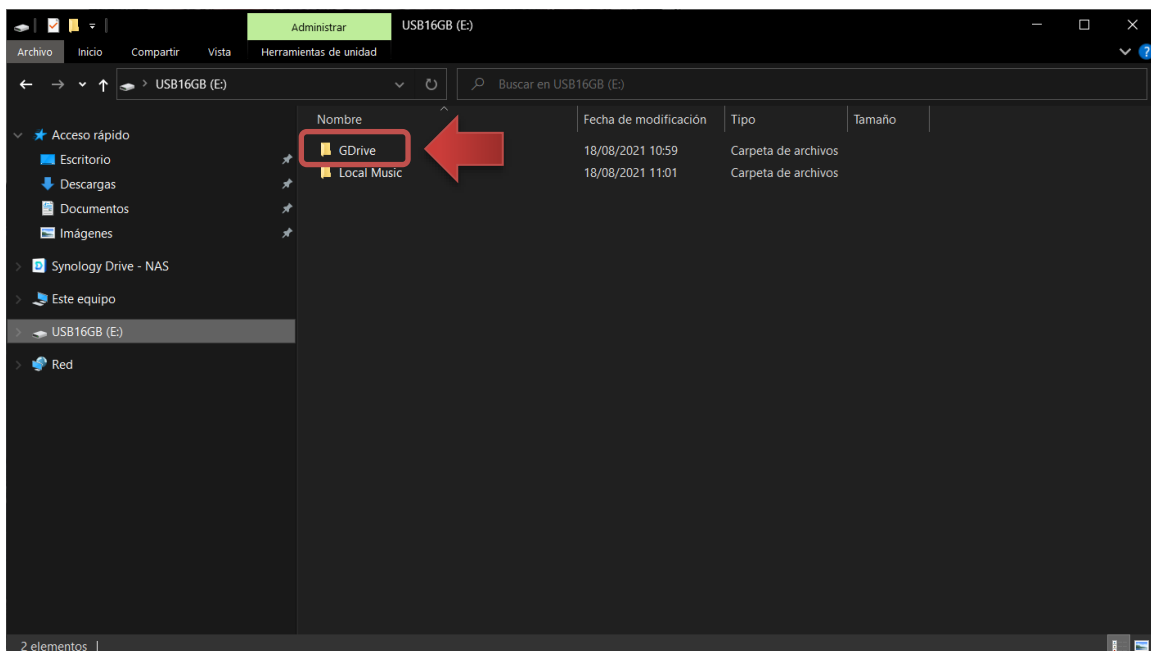 Administrar USB16GB (E:)
Archivo Inicio Compartir Vista Herramientas de unidad
USB16GB (E:) Buscar en USB16GB (E:)
Nombre Fecha de modificación Tipo Tamaño
Acceso rápido
Escritorio
Descargas
Documentos
Imágenes
Synology Drive - NAS
Este equipo
USB16GB (E:)
Red
GDrive 18/08/2021 10:59 Carpeta de archivos
Local Music 18/08/2021 11:01 Carpeta de archivos
2 elementos